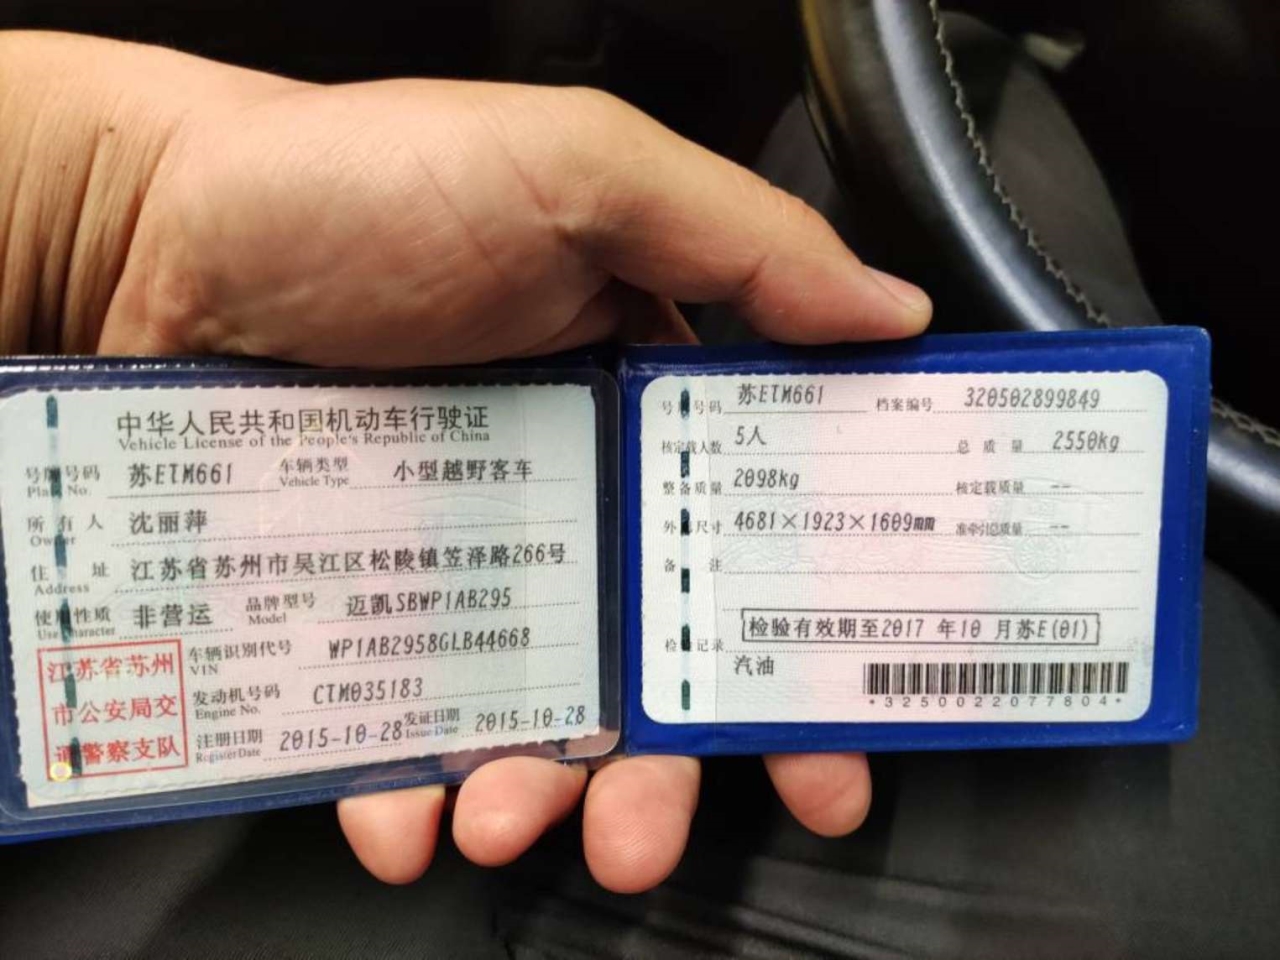 中华人民共和国机动车行驶证
Vehicle License of the People's Republic of China
号牌号码 苏E1M661 车辆类型 小型越野客车
Plate No. Vehicle Type
所有人 沈丽萍
Owner
住址 江苏省苏州市吴江区松陵镇笠泽路266号
Address
使用性质 非营运 品牌型号 迈凯SBWP1AB295
Use Character Model
江苏省苏州
市公安局交
通警察支队
车辆识别代号 WP1AB2958GLB44668
VIN
发动机号码 CTM035183
Engine No.
注册日期 2015-10-28 发证日期 2015-10-28
Register Date Issue Date
号牌号码 苏E1M661 档案编号 320502899849
核定载人数 5人 总质量 2550kg
整备质量 2098kg 核定载质量 --
外廓尺寸 4681×1923×1609mm 准牵引总质量 --
备注
检验记录 检验有效期至2017年10月苏E(01)
汽油
*3250022077804*